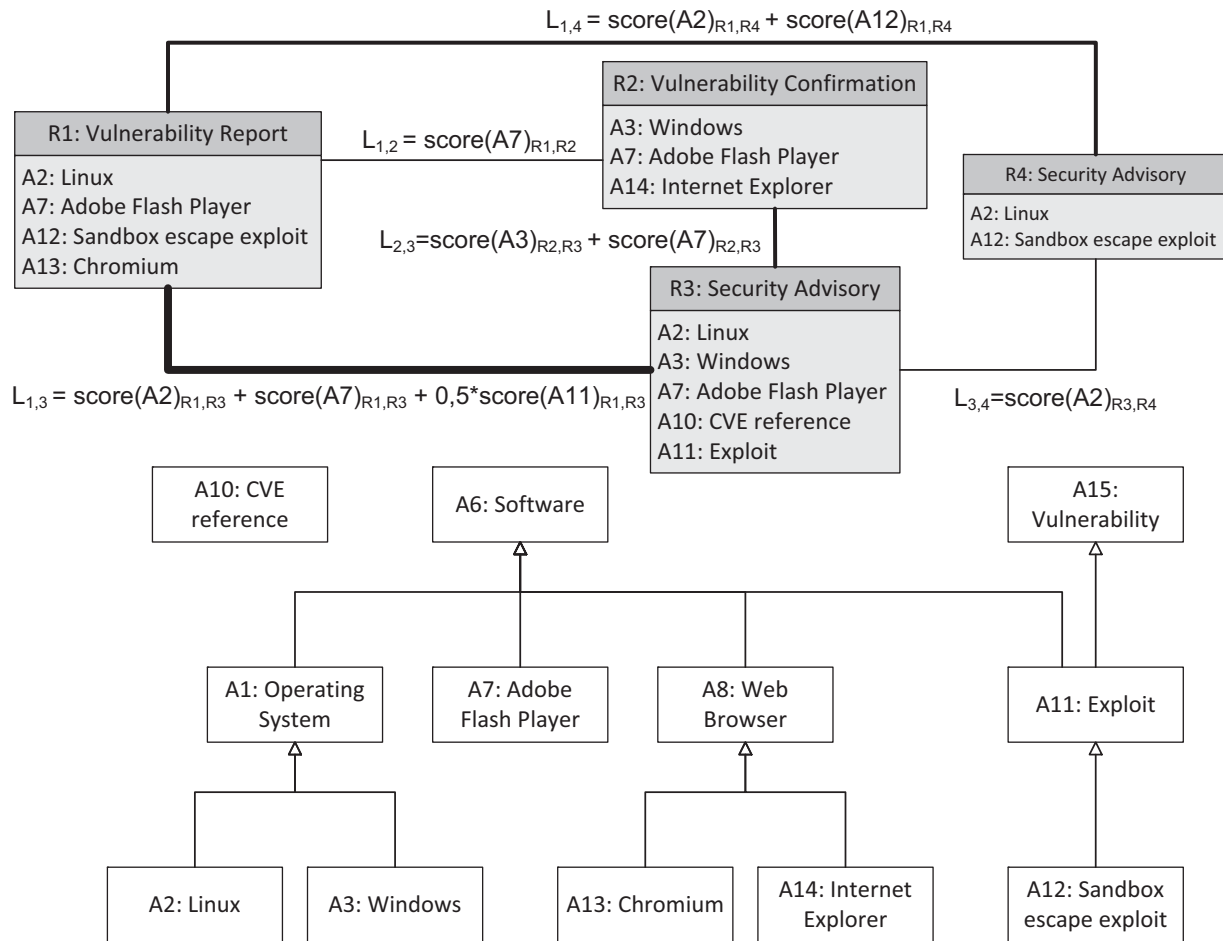 L1,4 = score(A2)R1,R4 + score(A12)R1,R4
R2: Vulnerability Confirmation
A3: Windows
A7: Adobe Flash Player
A14: Internet Explorer
R1: Vulnerability Report
A2: Linux
A7: Adobe Flash Player
A12: Sandbox escape exploit
A13: Chromium
L1,2 = score(A7)R1,R2
R4: Security Advisory
A2: Linux
A12: Sandbox escape exploit
L2,3=score(A3)R2,R3 + score(A7)R2,R3
R3: Security Advisory
A2: Linux
A3: Windows
A7: Adobe Flash Player
A10: CVE reference
A11: Exploit
L1,3 = score(A2)R1,R3 + score(A7)R1,R3 + 0,5*score(A11)R1,R3
L3,4=score(A2)R3,R4
A10: CVE
reference
A6: Software
A15:
Vulnerability
A1: Operating
System
A7: Adobe
Flash Player
A8: Web
Browser
A11: Exploit
A2: Linux
A3: Windows
A13: Chromium
A14: Internet
Explorer
A12: Sandbox
escape exploit